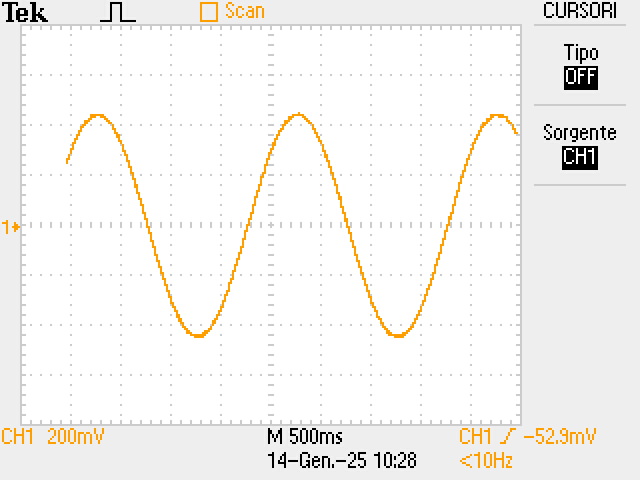 Tek Scan CURSORI
Tipo
OFF
Sorgente
CH1
1
CH1 200mV M 500ms CH1 -52.9mV
14-Gen.-25 10:28 <10Hz